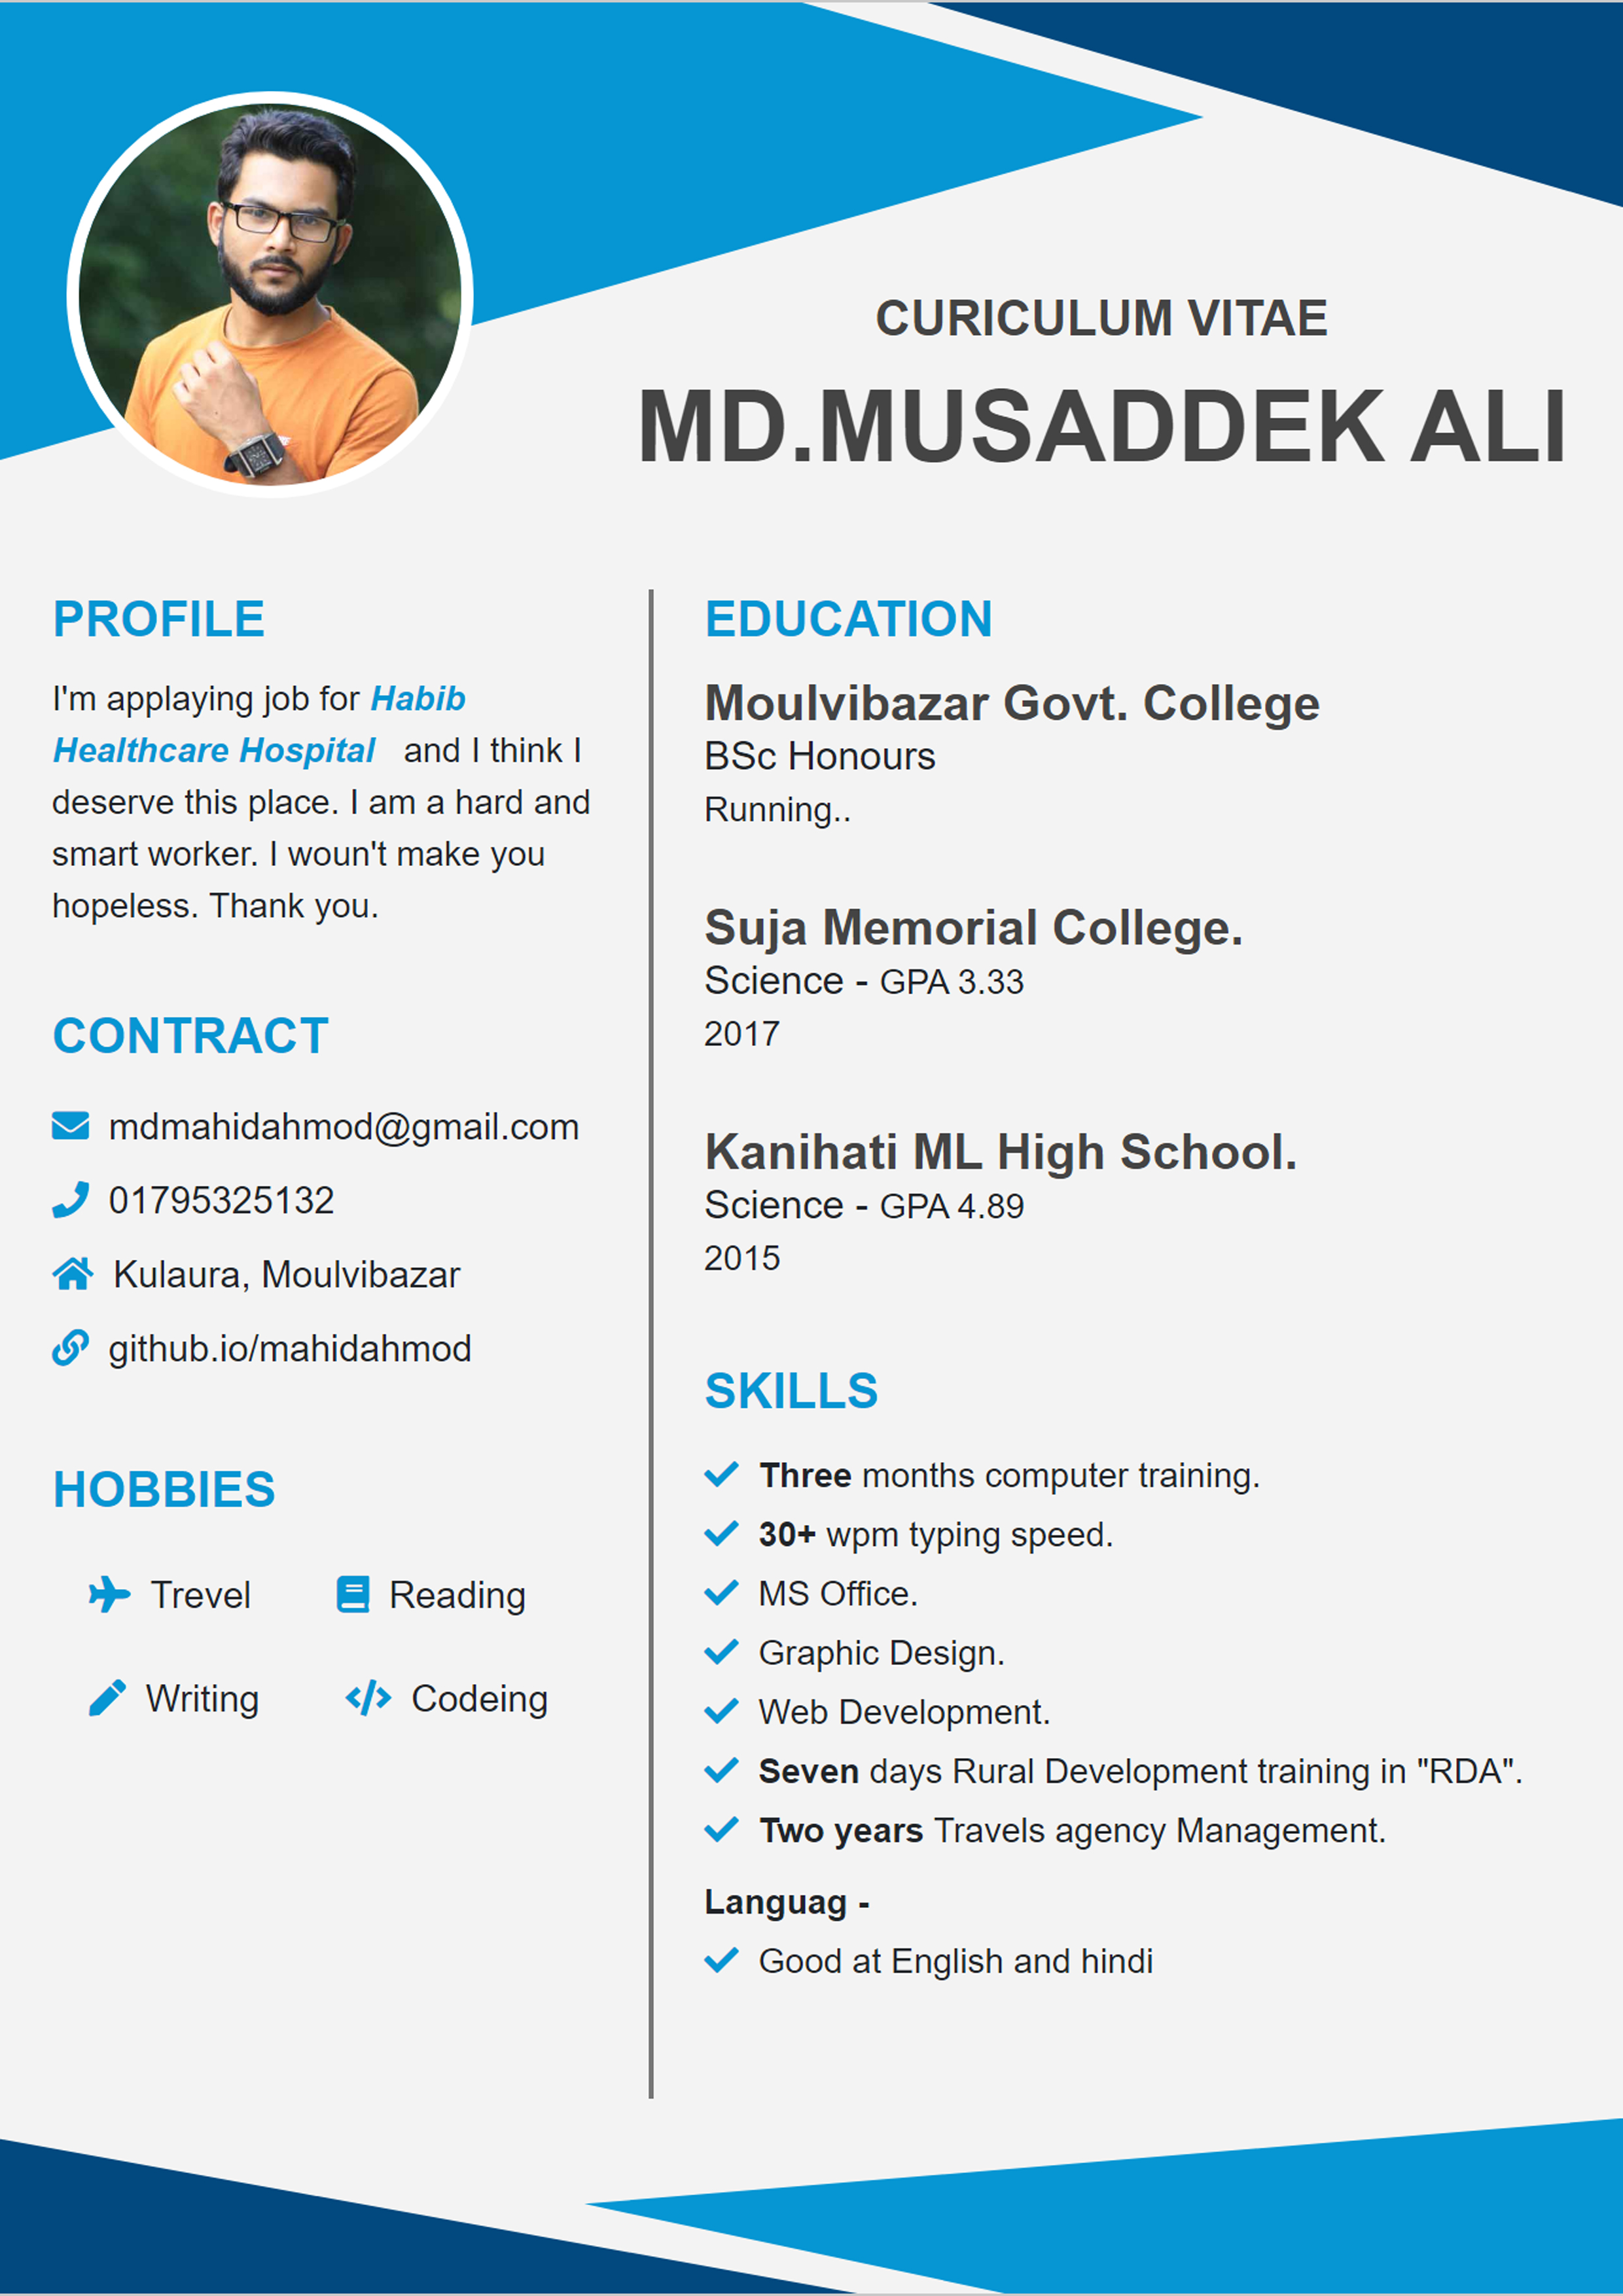 CURICULUM VITAE
MD.MUSADDEK ALI
PROFILE
I'm applaying job for Habib
Healthcare Hospital and I think I
deserve this place. I am a hard and
smart worker. I woun't make you
hopeless. Thank you.
CONTRACT
mdmahidahmod@gmail.com
01795325132
Kulaura, Moulvibazar
github.io/mahidahmod
HOBBIES
Trevel Reading
Writing Codeing
EDUCATION
Moulvibazar Govt. College
BSc Honours
Running..
Suja Memorial College.
Science - GPA 3.33
2017
Kanihati ML High School.
Science - GPA 4.89
2015
SKILLS
Three months computer training.
30+ wpm typing speed.
MS Office.
Graphic Design.
Web Development.
Seven days Rural Development training in "RDA".
Two years Travels agency Management.
Languag -
Good at English and hindi